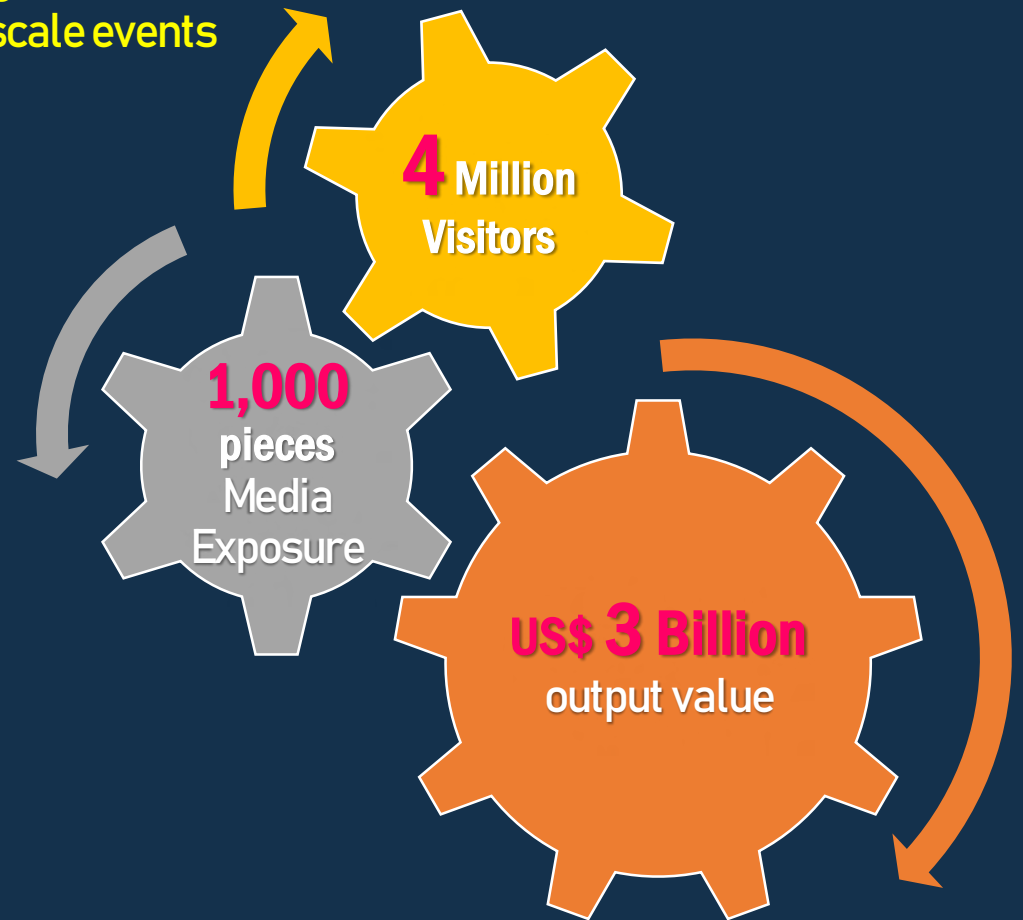 scale events
4 Million
Visitors
1,000
pieces
Media
Exposure
US$ 3 Billion
output value